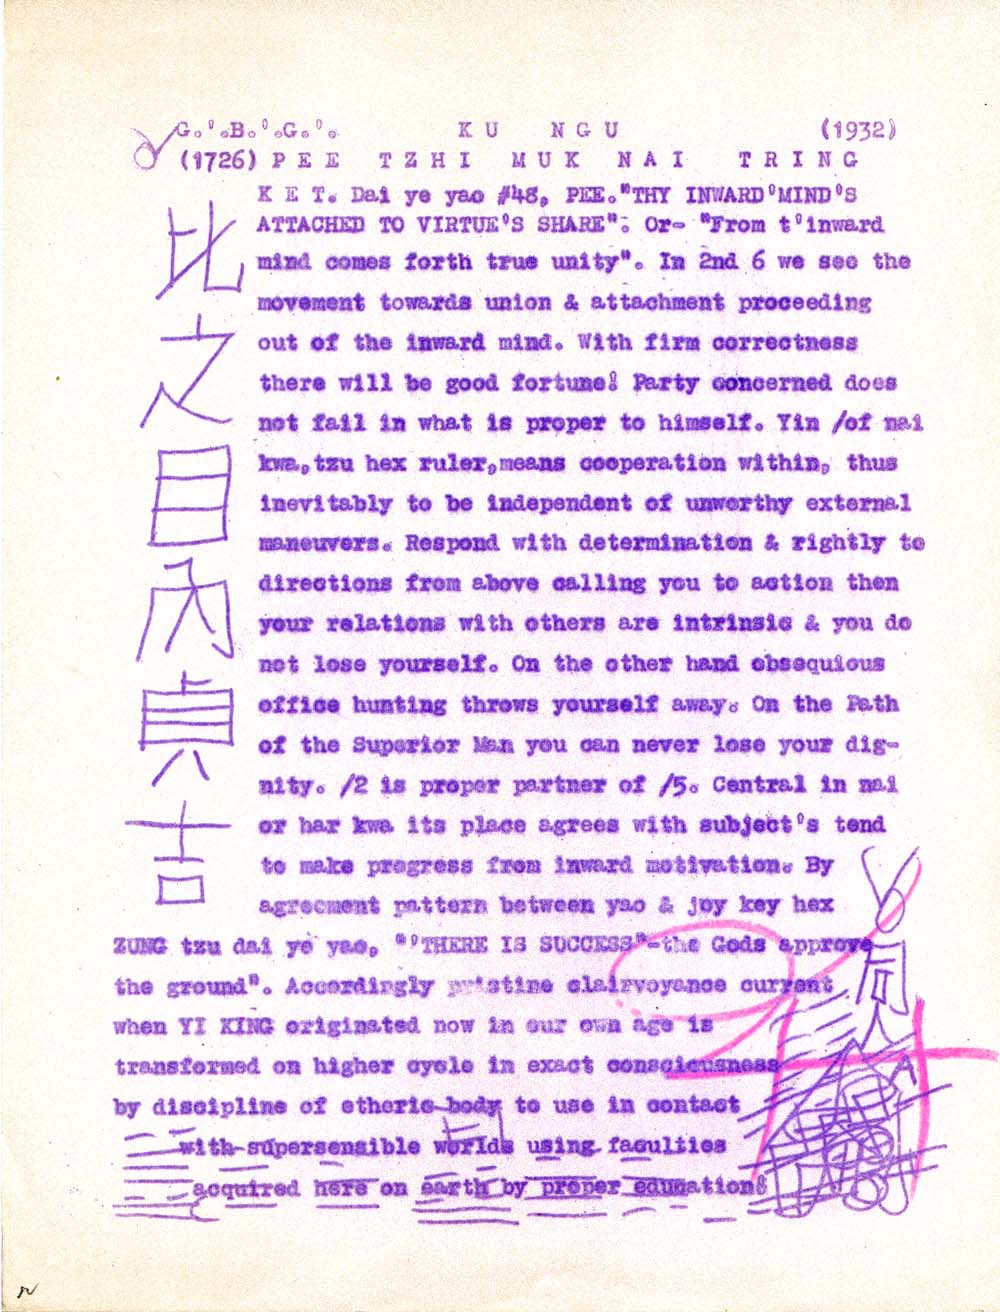 G.'.B.'.G.'. KU NGU (1932)
(1726) PEE TZHI MUK NAI TRING
KET. Dai ye yao #48, PEE."THY INWARD'MIND'S
ATTACHED TO VIRTUE'S SHARE": Or- "From t'inward
mind comes forth true unity". In 2nd 6 we see the
movement towards union & attachment proceeding
out of the inward mind. With firm correctness
there will be good fortune! Party concerned does
not fail in what is proper to himself. Yin /of nai
kwa, tzu hex ruler, means cooperation within, thus
inevitably to be independent of unworthy external
maneuvers. Respond with determination & rightly to
directions from above calling you to action then
your relations with others are intrinsic & you do
not lose yourself. On the other hand obsequious
office hunting throws yourself away. On the Path
of the Superior Man you can never lose your dig-
nity. /2 is proper partner of /5. Central in nai
or har kwa its place agrees with subject's tend
to make progress from inward motivation. By
agreement pattern between yao & joy key hex
ZUNG tzu dai ye yao, "'THERE IS SUCCESS"-the Gods approve
the ground". Accordingly pristine clairvoyance current
when YI KING originated now in our own age is
transformed on higher cycle in exact consciousness
by discipline of etheric body to use in contact
with supersensible worlds using faculties
acquired here on earth by proper education!
比
之
自
內
貞
吉